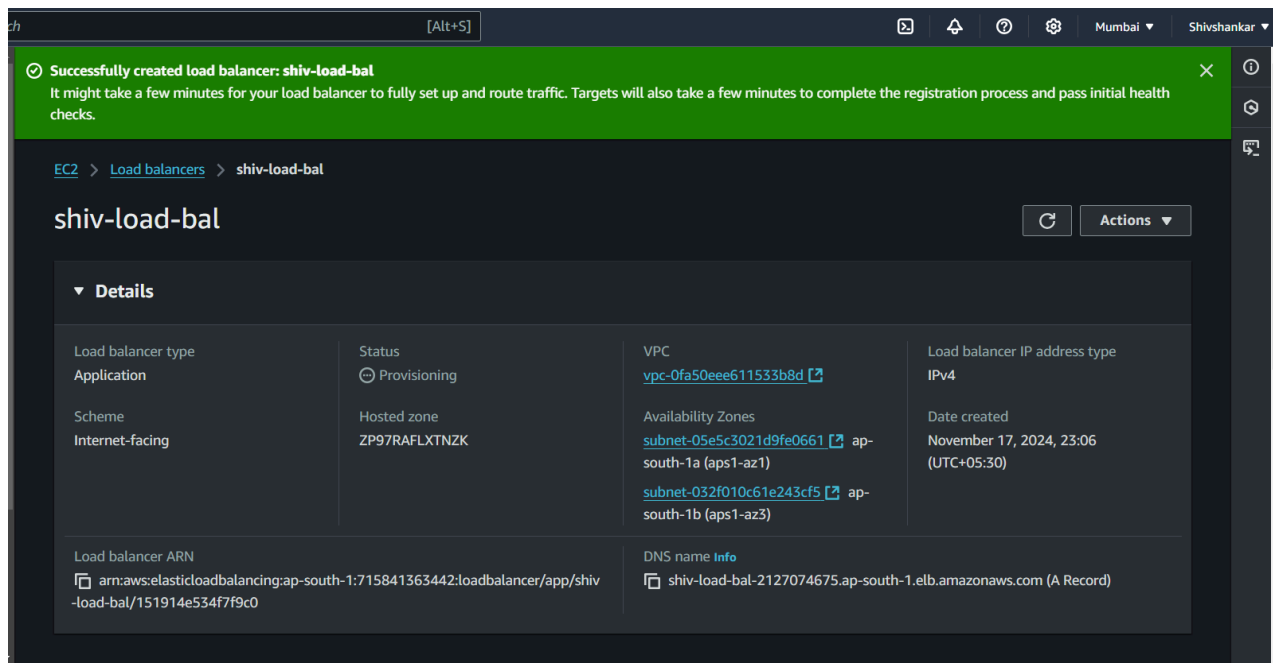 ch [Alt+S] Mumbai ▼ Shivshankar ▼
Successfully created load balancer: shiv-load-bal
It might take a few minutes for your load balancer to fully set up and route traffic. Targets will also take a few minutes to complete the registration process and pass initial health
checks.
EC2 > Load balancers > shiv-load-bal
shiv-load-bal
Actions ▼
▼ Details
Load balancer type
Application
Status
Provisioning
VPC
vpc-0fa50eee611533b8d
Load balancer IP address type
IPv4
Scheme
Internet-facing
Hosted zone
ZP97RAFLXTNZK
Availability Zones
subnet-05e5c3021d9fe0661 ap-
south-1a (aps1-az1)
subnet-032f010c61e243cf5 ap-
south-1b (aps1-az3)
Date created
November 17, 2024, 23:06
(UTC+05:30)
Load balancer ARN
arn:aws:elasticloadbalancing:ap-south-1:715841363442:loadbalancer/app/shiv
-load-bal/151914e534f7f9c0
DNS name Info
shiv-load-bal-2127074675.ap-south-1.elb.amazonaws.com (A Record)